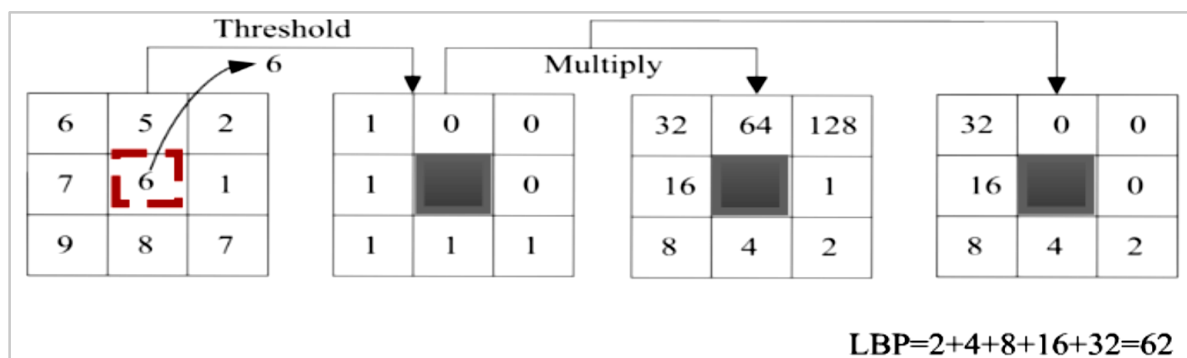 Threshold
6
Multiply
6 5 2 1 0 0 32 64 128 32 0 0
7 6 1 1 0 16 1 16 0
9 8 7 1 1 1 8 4 2 8 4 2
LBP=2+4+8+16+32=62